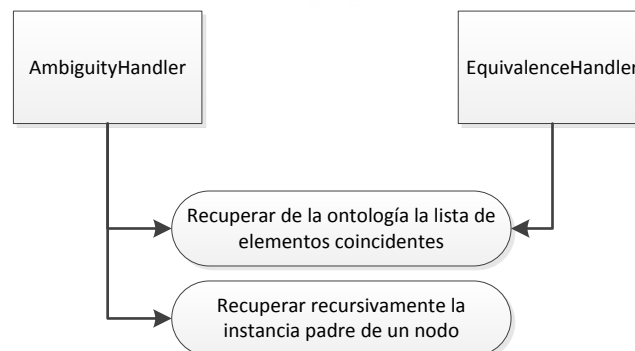 AmbiguityHandler
EquivalenceHandler
Recuperar de la ontología la lista de
elementos coincidentes
Recuperar recursivamente la
instancia padre de un nodo